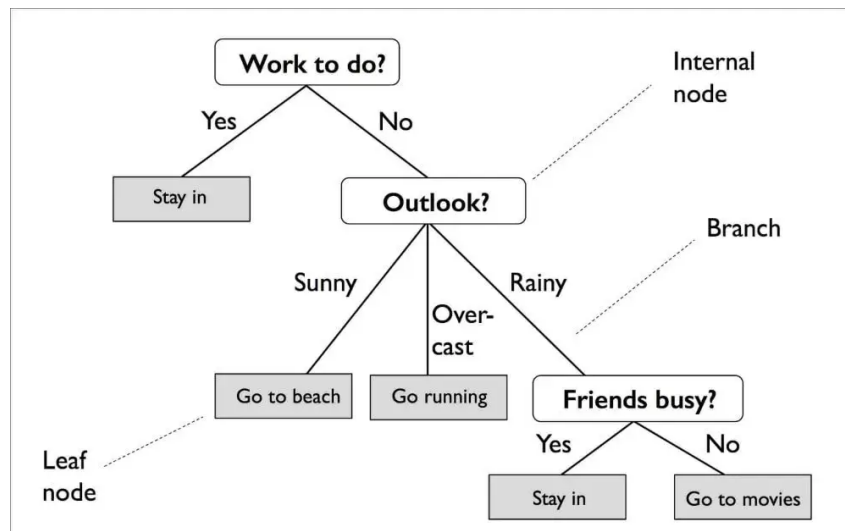 Work to do?
Internal
node
Yes
No
Stay in
Outlook?
Branch
Sunny
Rainy
Over-
cast
Go to beach
Go running
Friends busy?
Yes
No
Leaf
node
Stay in
Go to movies